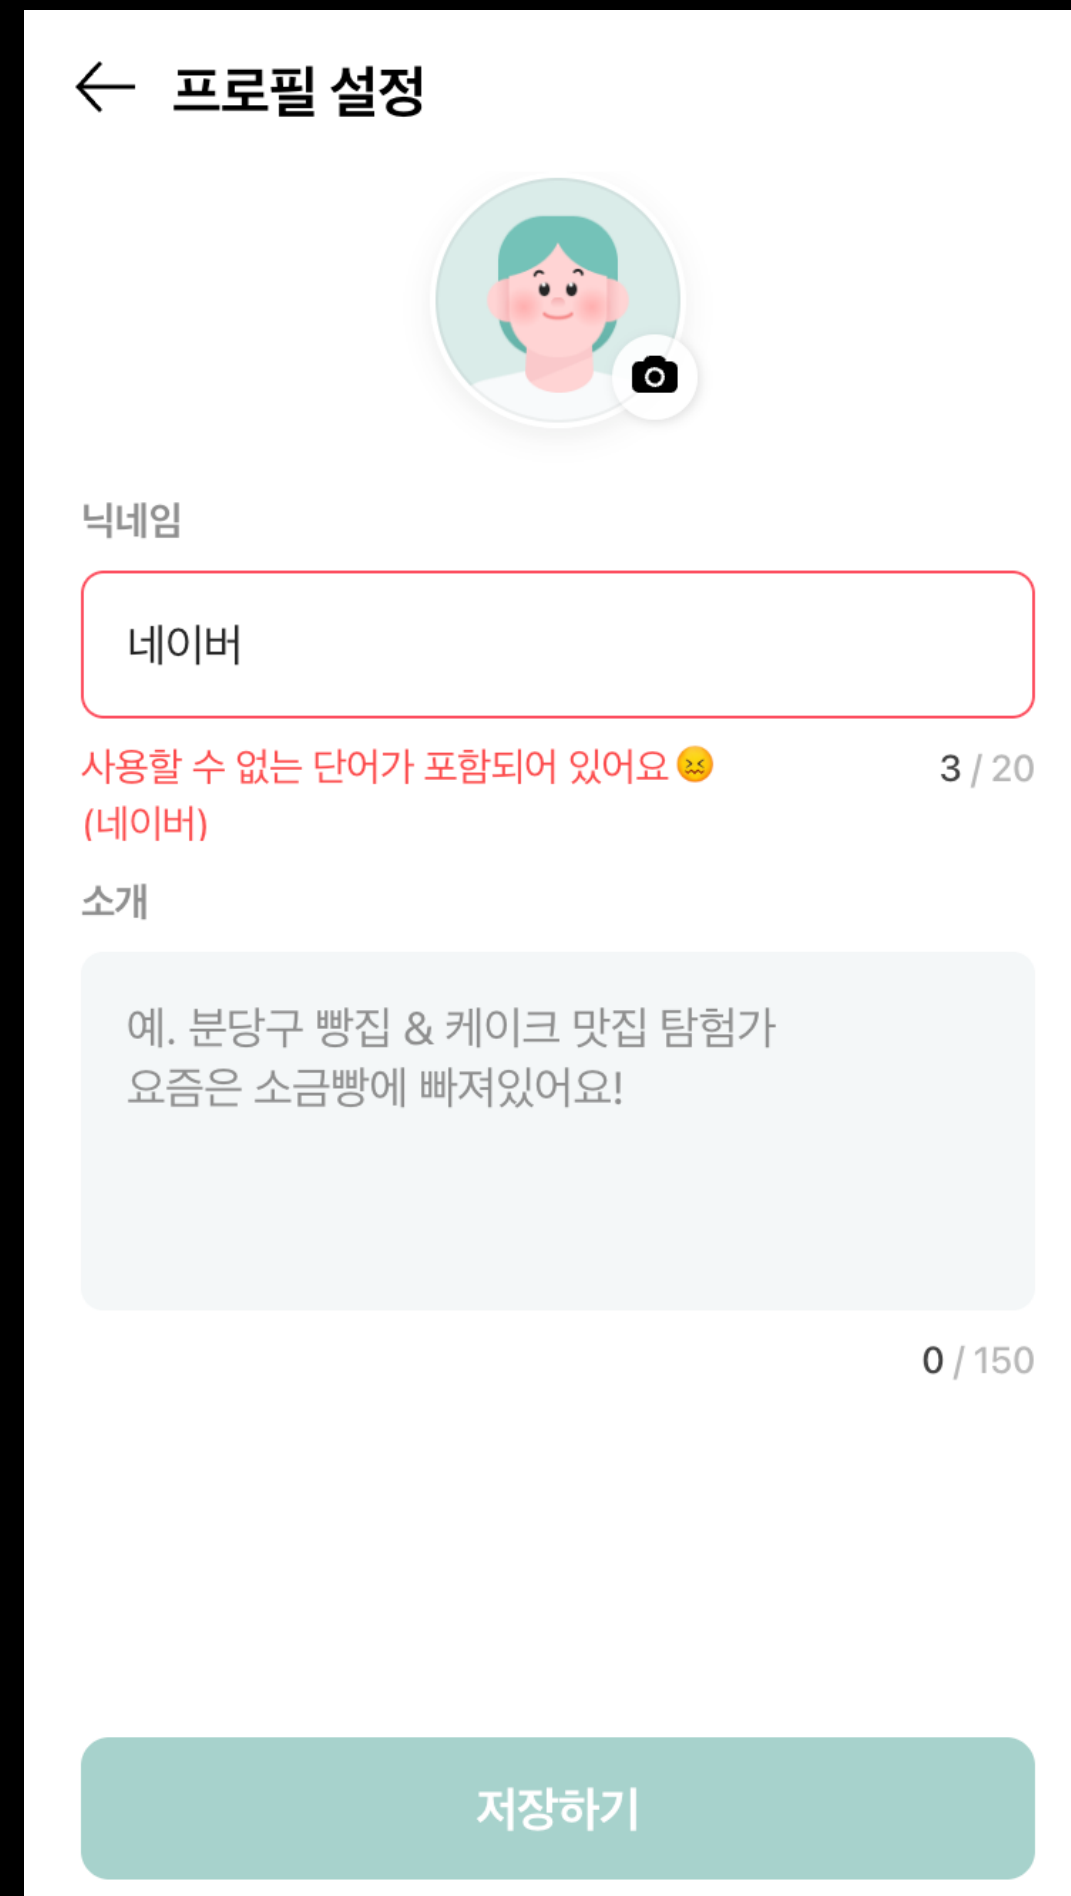 프로필 설정
닉네임
네이버
사용할 수 없는 단어가 포함되어 있어요😖
(네이버)
3 / 20
소개
예. 분당구 빵집 & 케이크 맛집 탐험가
요즘은 소금빵에 빠져있어요!
0 / 150
저장하기